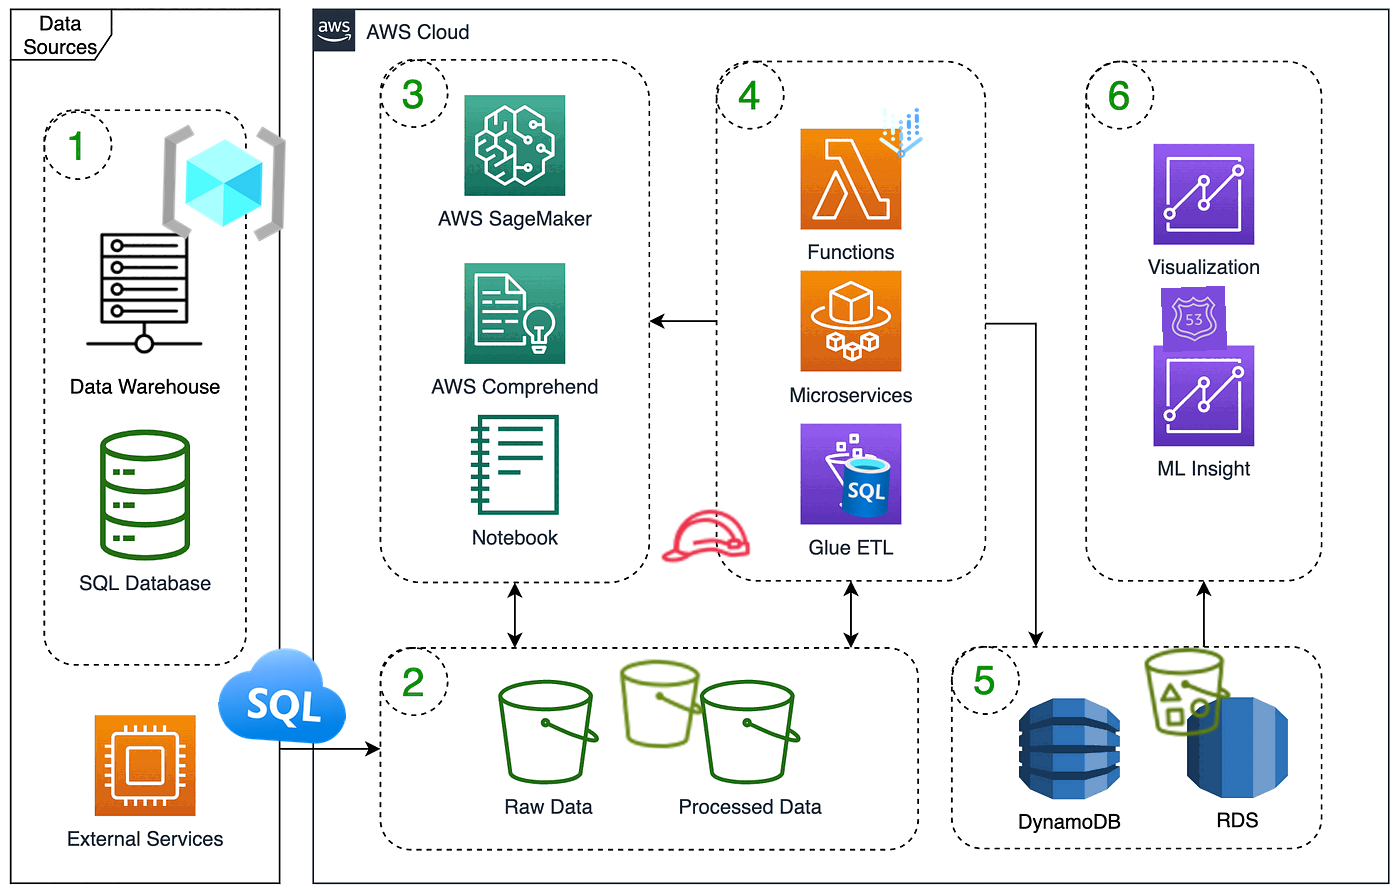 Data
Sources
aws
AWS Cloud
1
Data Warehouse
SQL Database
SQL
External Services
3
AWS SageMaker
AWS Comprehend
Notebook
4
Functions
Microservices
SQL
Glue ETL
6
Visualization
53
ML Insight
2
Raw Data
Processed Data
5
DynamoDB
RDS